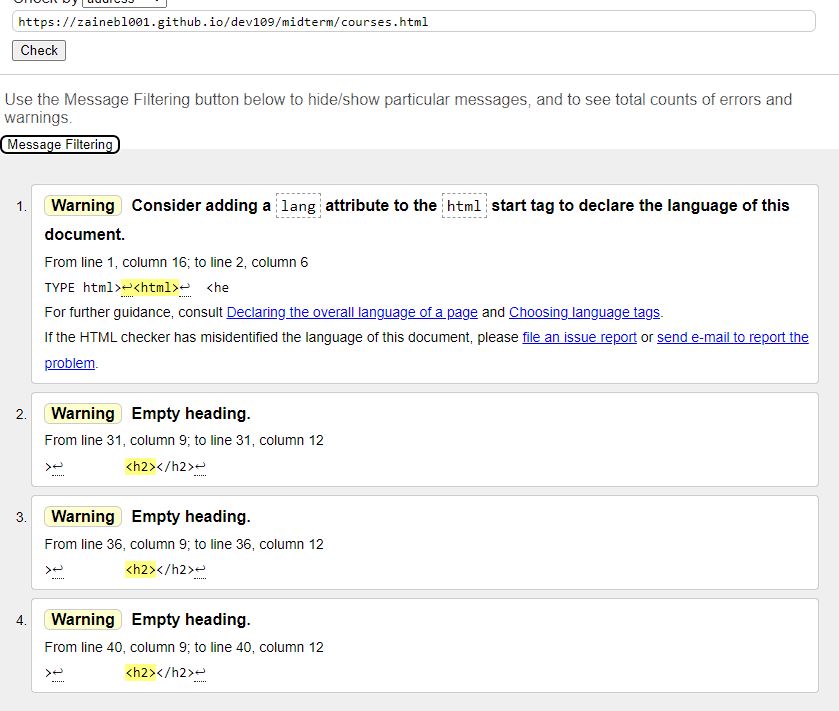 Check by address
https://zainebl001.github.io/dev109/midterm/courses.html
Check
Use the Message Filtering button below to hide/show particular messages, and to see total counts of errors and
warnings.
Message Filtering
1. Warning Consider adding a lang attribute to the html start tag to declare the language of this
document.
From line 1, column 16; to line 2, column 6
TYPE html>↩<html>↩ <he
For further guidance, consult Declaring the overall language of a page and Choosing language tags.
If the HTML checker has misidentified the language of this document, please file an issue report or send e-mail to report the
problem.
2. Warning Empty heading.
From line 31, column 9; to line 31, column 12
>↩ <h2></h2>↩
3. Warning Empty heading.
From line 36, column 9; to line 36, column 12
>↩ <h2></h2>↩
4. Warning Empty heading.
From line 40, column 9; to line 40, column 12
>↩ <h2></h2>↩